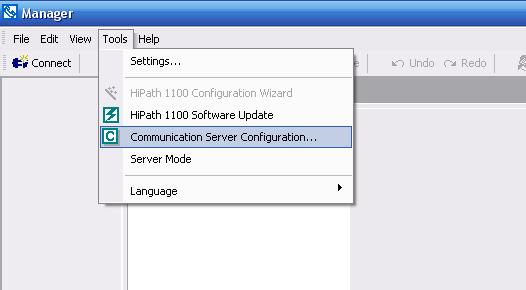 Manager
File Edit View Tools Help
Connect Undo Redo
Settings...
HiPath 1100 Configuration Wizard
HiPath 1100 Software Update
C Communication Server Configuration...
Server Mode
Language